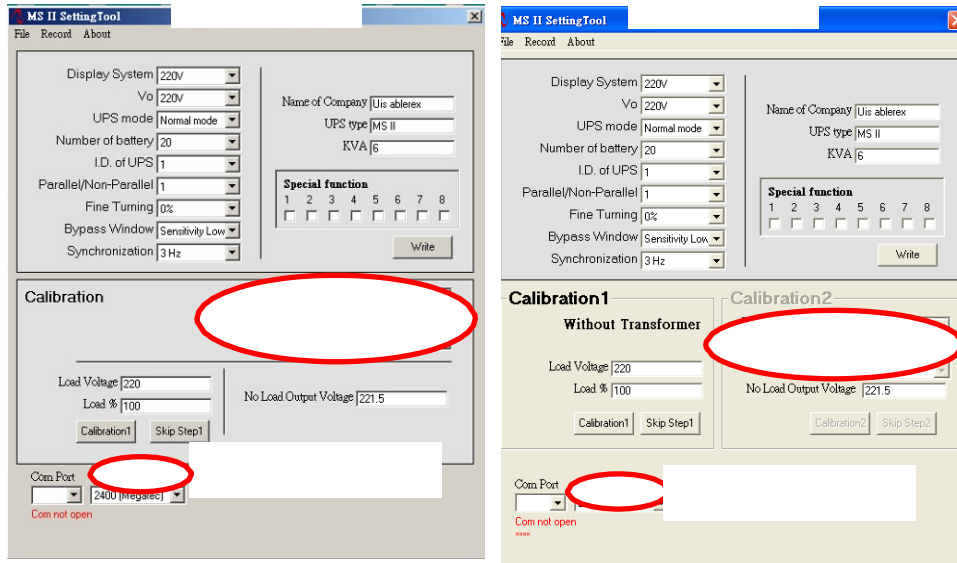 MS II SettingTool
File Record About
Display System 220V
Vo 220V
UPS mode Normal mode
Number of battery 20
I.D. of UPS 1
Parallel/Non-Parallel 1
Fine Turning 0%
Bypass Window Sensitivity Low
Synchronization 3 Hz
Name of Company Uis ablerex
UPS type MS II
KVA 6
Special function
1 2 3 4 5 6 7 8
Write
Calibration
Load Voltage 220
Load % 100
Calibration1 Skip Step1
No Load Output Voltage 221.5
Com Port
2400 (Megatec)
Com not open
MS II SettingTool
File Record About
Display System 220V
Vo 220V
UPS mode Normal mode
Number of battery 20
I.D. of UPS 1
Parallel/Non-Parallel 1
Fine Turning 0%
Bypass Window Sensitivity Low
Synchronization 3 Hz
Name of Company Uis ablerex
UPS type MS II
KVA 6
Special function
1 2 3 4 5 6 7 8
Write
Calibration1
Without Transformer
Load Voltage 220
Load % 100
Calibration1 Skip Step1
Calibration2
No Load Output Voltage 221.5
Calibration2 Skip Step2
Com Port
Com not open